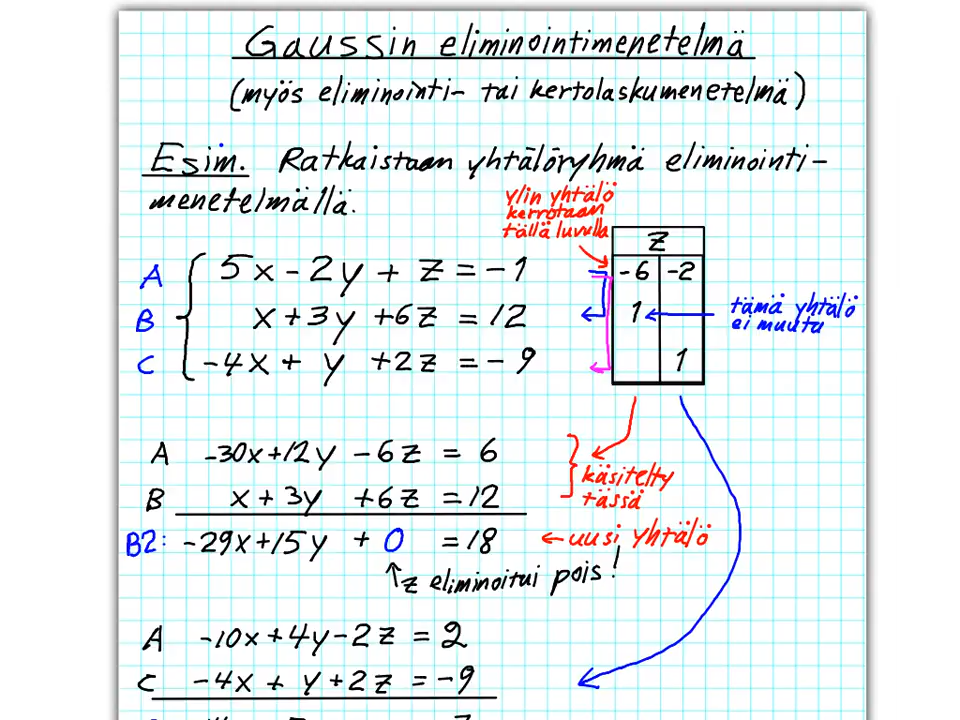 Gaussin eliminointimenetelmä
(myös eliminointi- tai kertolaskumenetelmä)
Esim. Ratkaistaan yhtälöryhmä eliminointi-
menetelmällä.
ylin yhtälö
kerrotaan
tällä luvulla
z
A 5x - 2y + z = -1 -6 -2
B x + 3y + 6z = 12 1
tämä yhtälö
ei muutu
C -4x + y + 2z = -9 1
A -30x + 12y - 6z = 6
B x + 3y + 6z = 12
käsitelty
tässä
B2: -29x + 15y + 0 = 18 ← uusi yhtälö
↑ z eliminoitui pois!
A -10x + 4y - 2z = 2
C -4x + y + 2z = -9